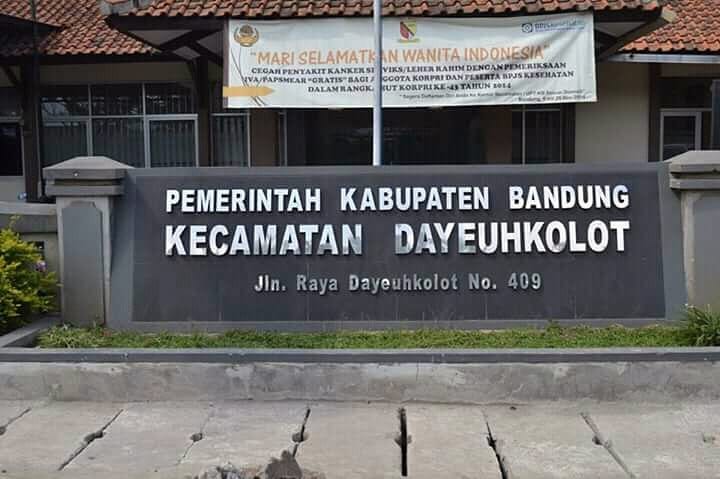 "MARI SELAMATKAN WANITA INDONESIA"
CEGAH PENYAKIT KANKER SERVIKS/LEHER RAHIM DENGAN PEMERIKSAAN
IVA/PAPSMEAR "GRATIS" BAGI ANGGOTA KORPRI DAN PESERTA BPJS KESEHATAN
DALAM RANGKA HUT KORPRI KE-43 TAHUN 2014
PEMERINTAH KABUPATEN BANDUNG
KECAMATAN DAYEUHKOLOT
Jln. Raya Dayeuhkolot No. 409